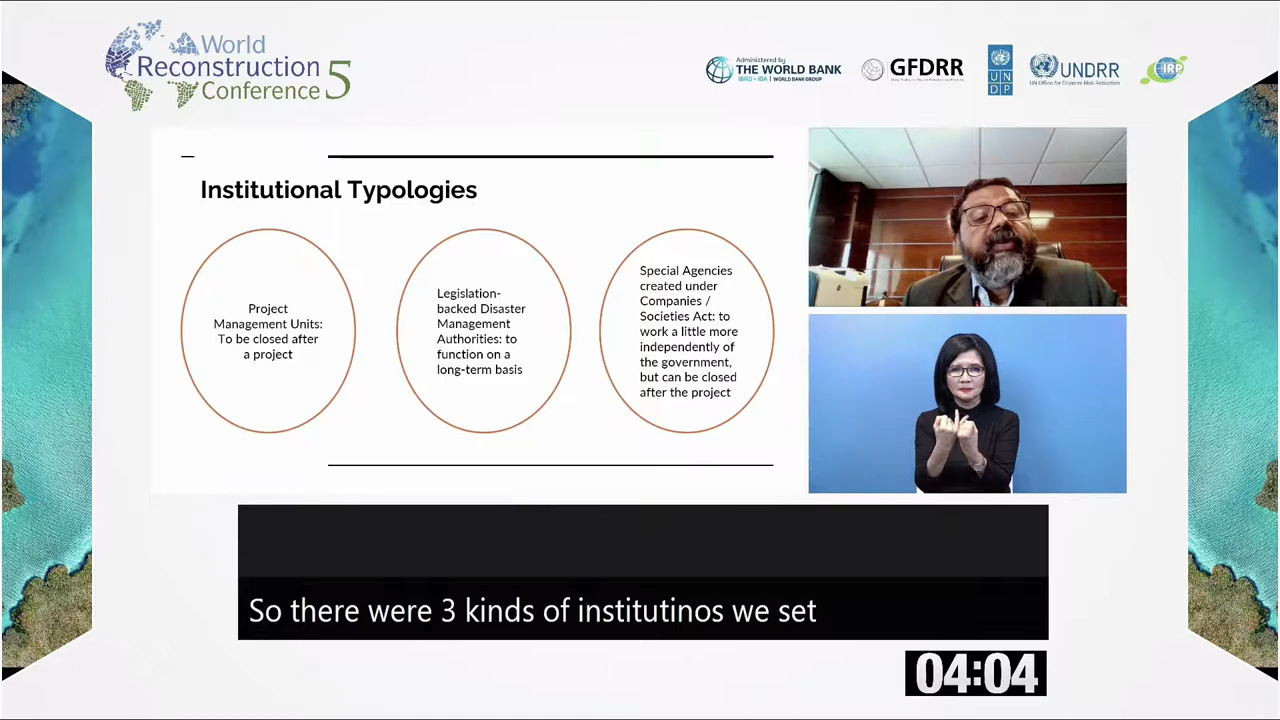 World
Reconstruction
Conference 5
Administered by
THE WORLD BANK
IBRD • IDA | WORLD BANK GROUP
GFDRR
U N
D P
UNDRR
UN Office for Disaster Risk Reduction
IRP
Institutional Typologies
Project
Management Units:
To be closed after
a project
Legislation-
backed Disaster
Management
Authorities: to
function on a
long-term basis
Special Agencies
created under
Companies /
Societies Act: to
work a little more
independently of
the government,
but can be closed
after the project
So there were 3 kinds of institutinos we set
04:04